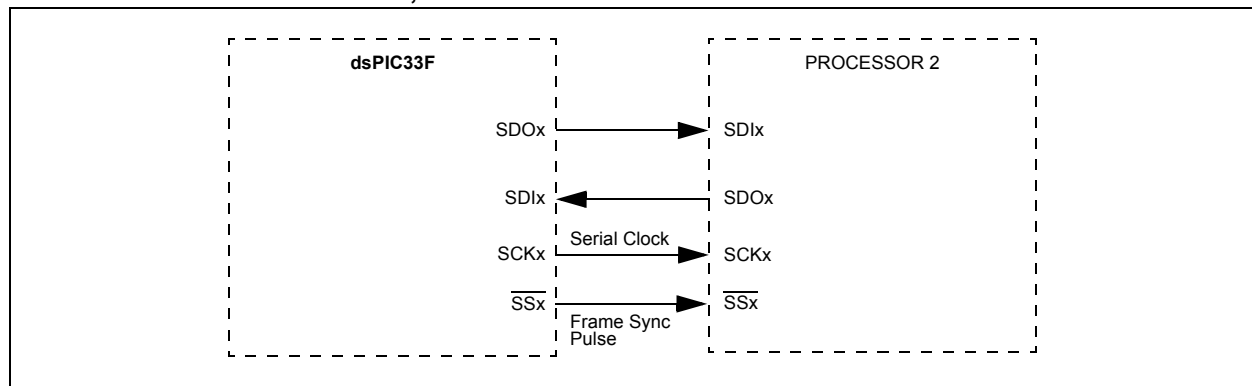 dsPIC33F
PROCESSOR 2
SDOx
SDIx
SDIx
SDOx
Serial Clock
SCKx
SCKx
SSx
SSx
Frame Sync
Pulse